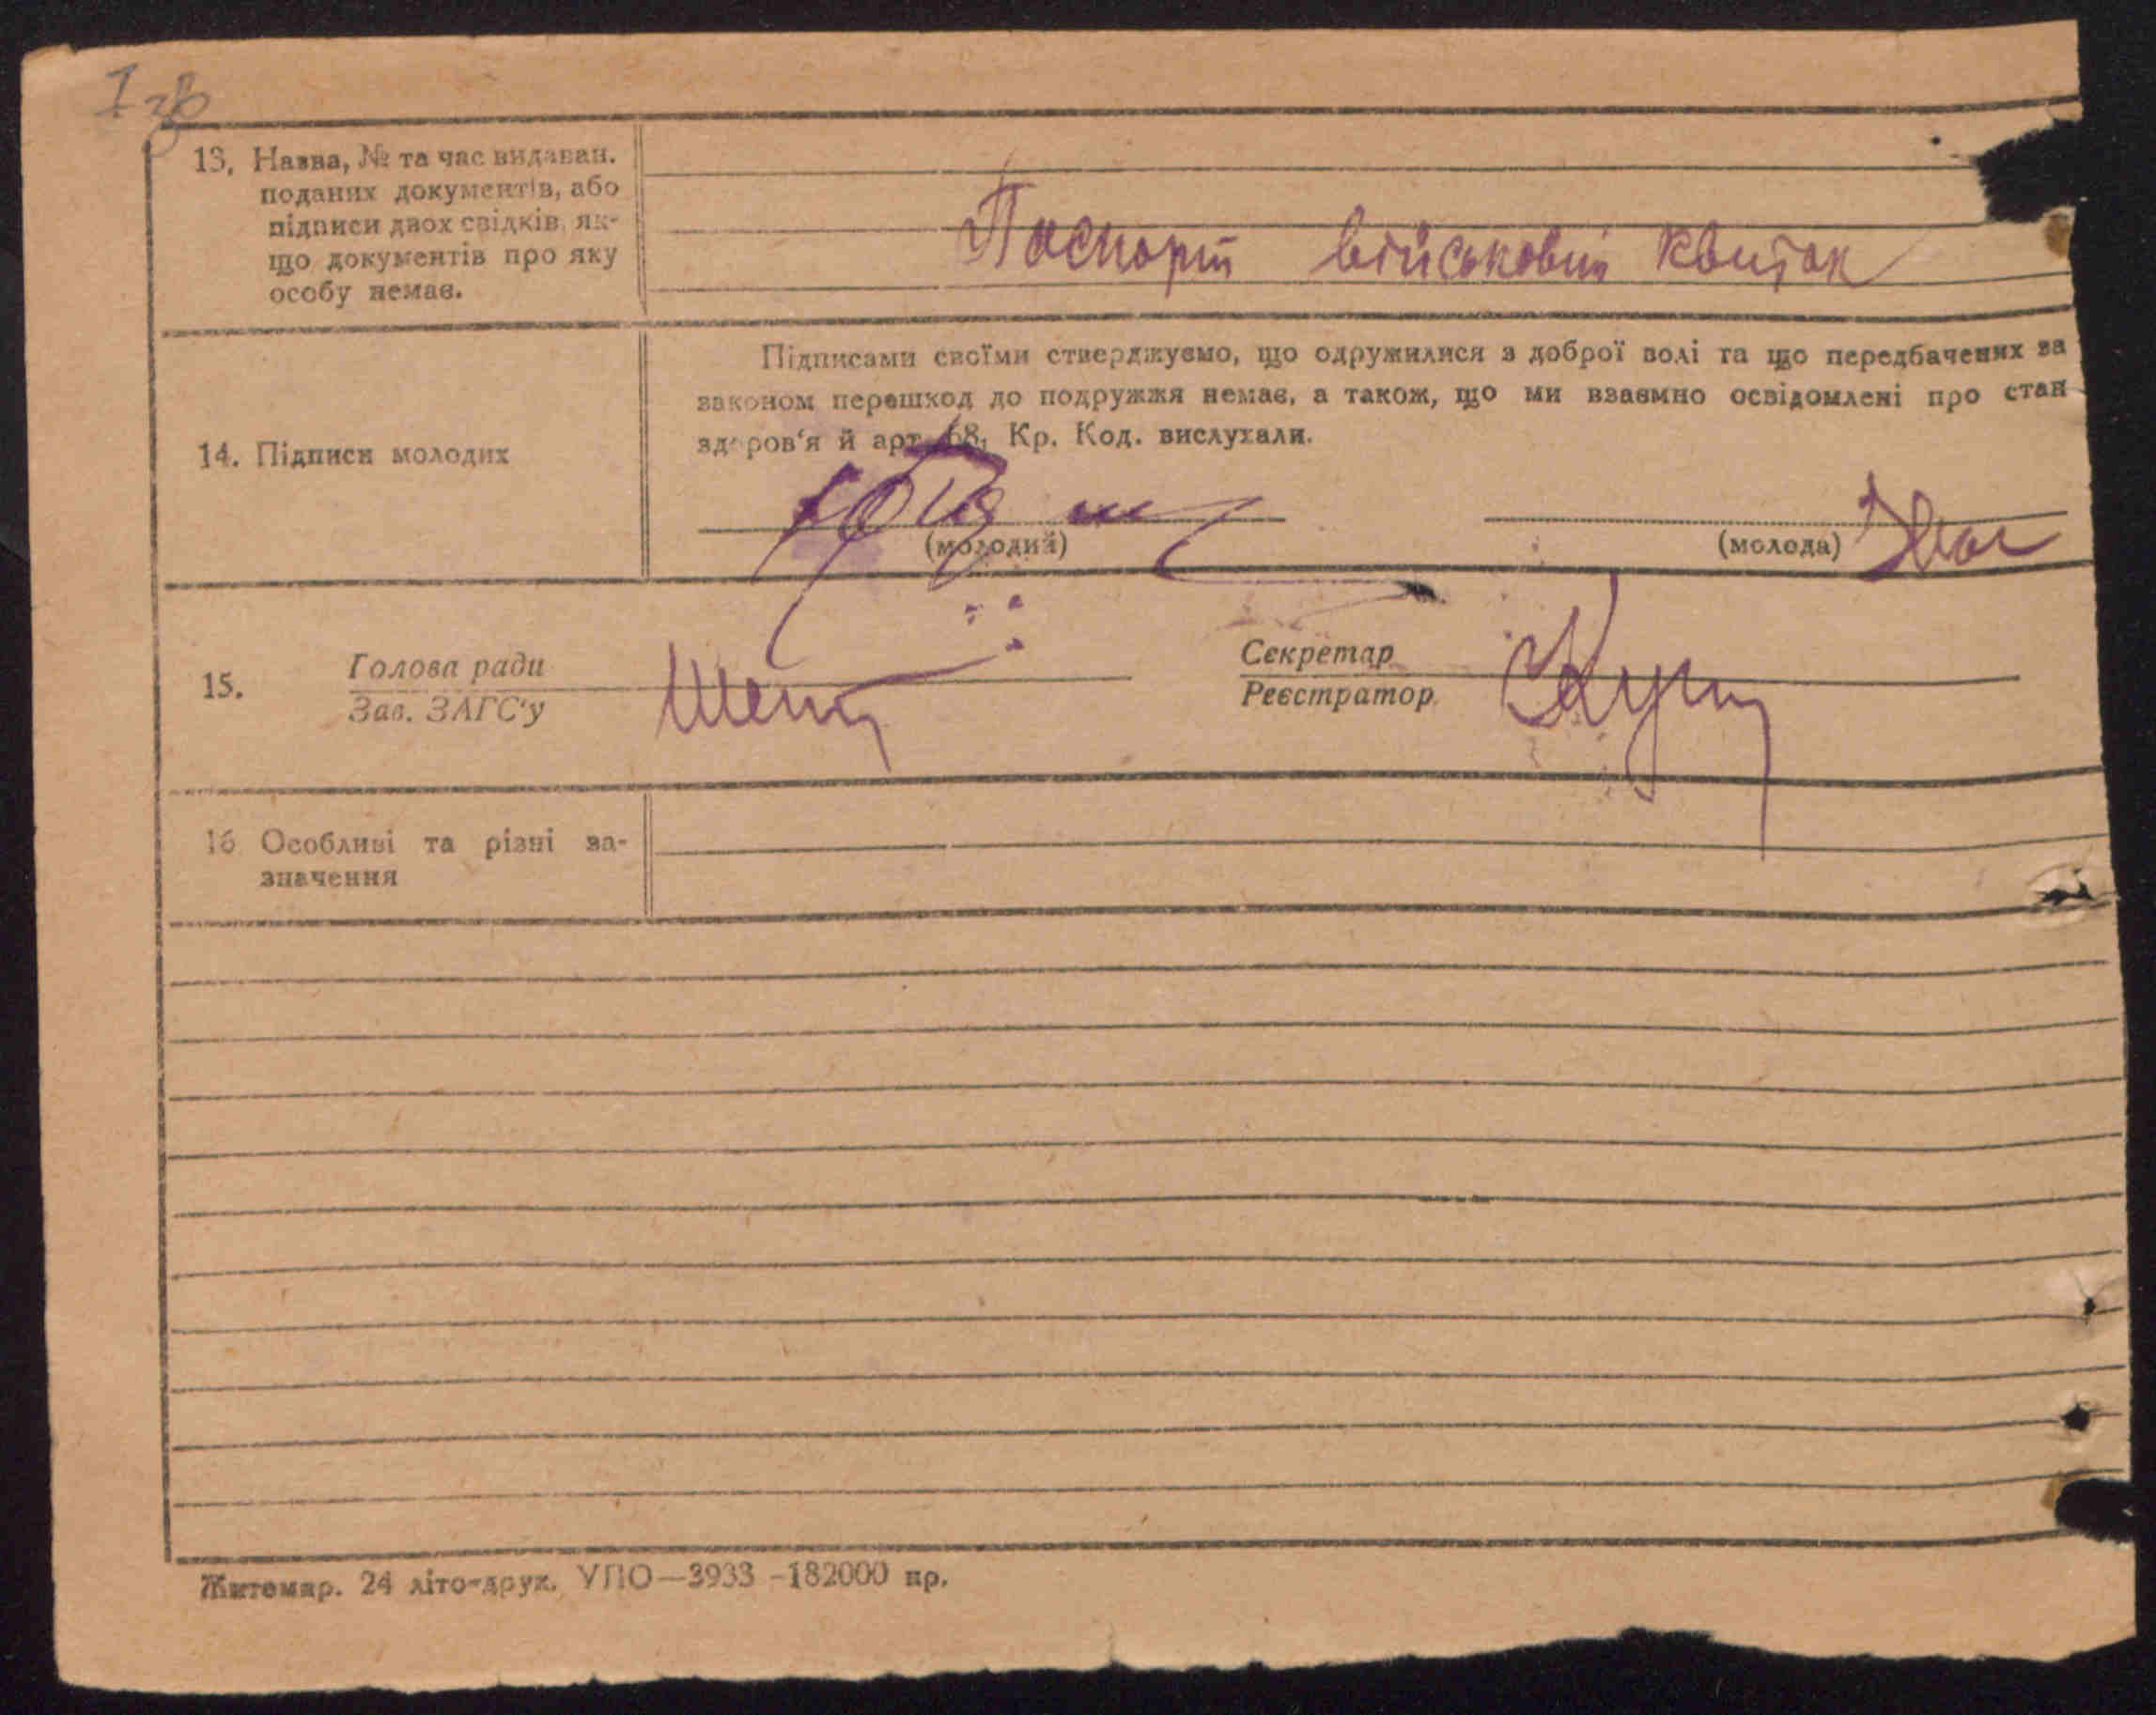 1 зв
13. Назва, № та час видаван.
поданих документів, або
підписи двох свідків, як-
що документів про яку
особу немає.
Паспорт військовий квиток
Підписами своїми стверджуємо, що одружилися з доброї волі та що передбачених за
законом перешкод до подружжя немає, а також, що ми взаємно освідомлені про стан
здоров'я й арт. 68, Кр. Код. вислухали.
14. Підписи молодих
(молодий) (молода)
15. Голова ради Секретар
Зав. ЗАГС'у Реєстратор
16 Особливі та різні за-
значення
Житомир. 24 літо-друк. УПО—3933 -182000 пр.